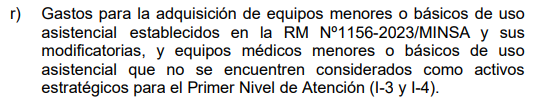 r) Gastos para la adquisición de equipos menores o básicos de uso
asistencial establecidos en la RM Nº1156-2023/MINSA y sus
modificatorias, y equipos médicos menores o básicos de uso
asistencial que no se encuentren considerados como activos
estratégicos para el Primer Nivel de Atención (I-3 y I-4).